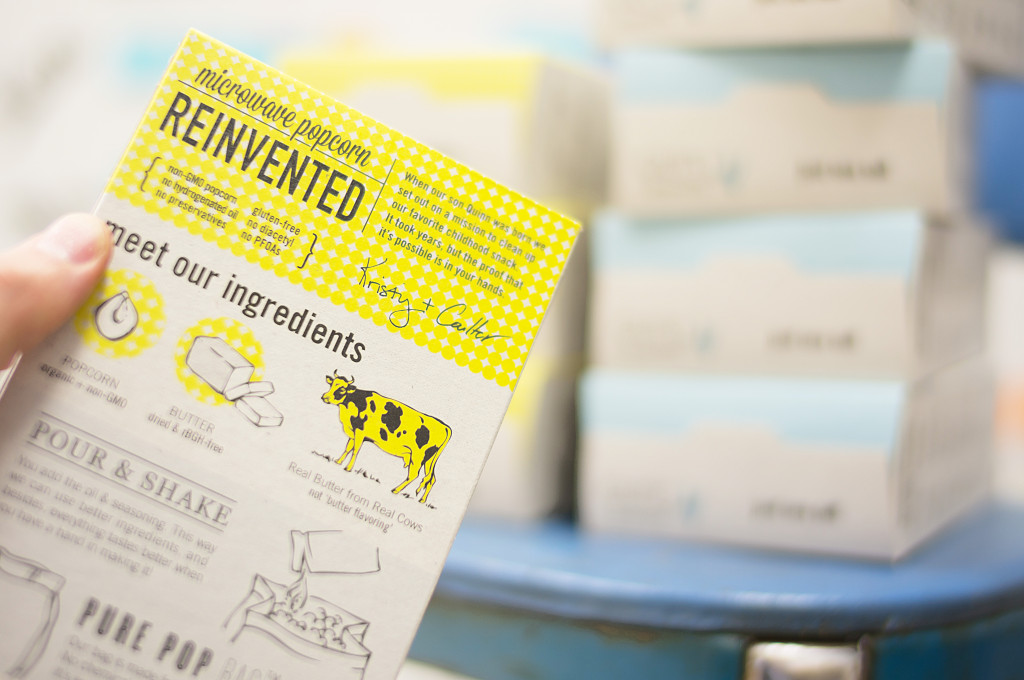 microwave popcorn
REINVENTED
{ non-GMO popcorn
no hydrogenated oil
no preservatives
gluten-free
no diacetyl
no PFOAs }
When our son Quinn was born we
set out on a mission to clean up
our favorite childhood snack.
It took years, but the proof that
it's possible is in your hands.
Kristy + Coulter
meet our ingredients
POPCORN
organic + non-GMO
BUTTER
dried & rBGH-free
Real Butter from Real Cows
not 'butter flavoring'
POUR & SHAKE
You add the oil & seasoning. This way
we can use better ingredients, and
besides, everything tastes better when
you have a hand in making it!
PURE POP BAG